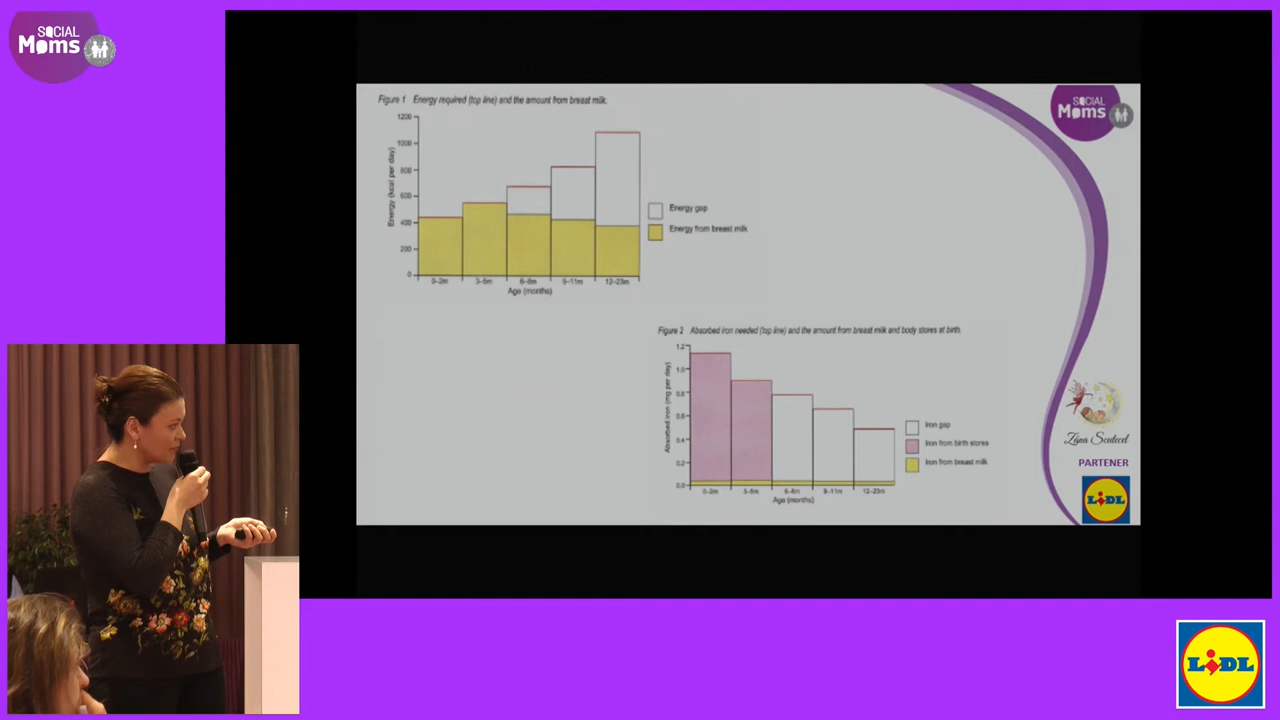 SOCIAL
Moms
Figure 1 Energy required (top line) and the amount from breast milk.
1200
1000
800
600
400
200
0
Energy (kcal per day)
0–2m 3–5m 6–8m 9–11m 12–23m
Age (months)
Energy gap
Energy from breast milk
SOCIAL
Moms
Figure 2 Absorbed iron needed (top line) and the amount from breast milk and body stores at birth.
1.2
1.0
0.8
0.6
0.4
0.2
0.0
Absorbed iron (mg per day)
0–2m 3–5m 6–8m 9–11m 12–23m
Age (months)
Iron gap
Iron from birth stores
Iron from breast milk
Zâna
PARTENER
LiDL
LiDL